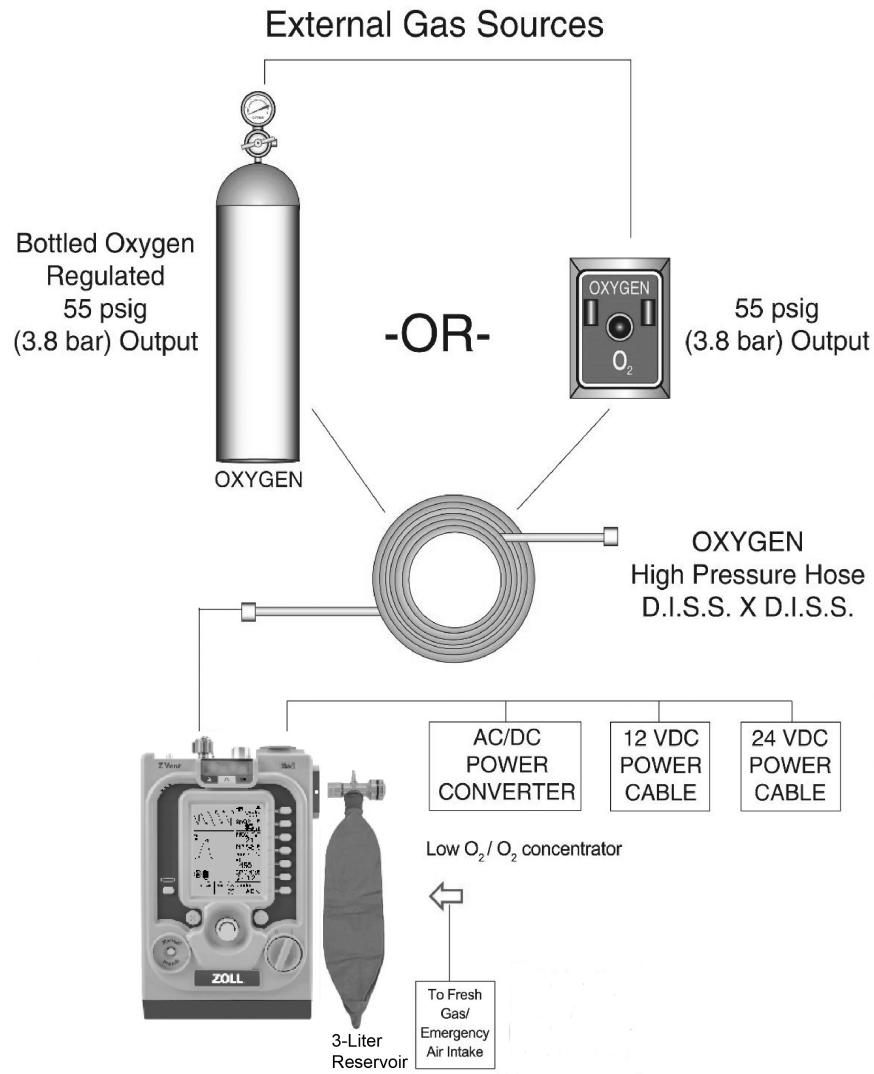 External Gas Sources
Bottled Oxygen
Regulated
55 psig
(3.8 bar) Output
OXYGEN
-OR-
OXYGEN
O2
55 psig
(3.8 bar) Output
OXYGEN
High Pressure Hose
D.I.S.S. X D.I.S.S.
AC/DC
POWER
CONVERTER
12 VDC
POWER
CABLE
24 VDC
POWER
CABLE
Z Vent
Low O2 / O2 concentrator
ZOLL
To Fresh
Gas/
Emergency
Air Intake
3-Liter
Reservoir